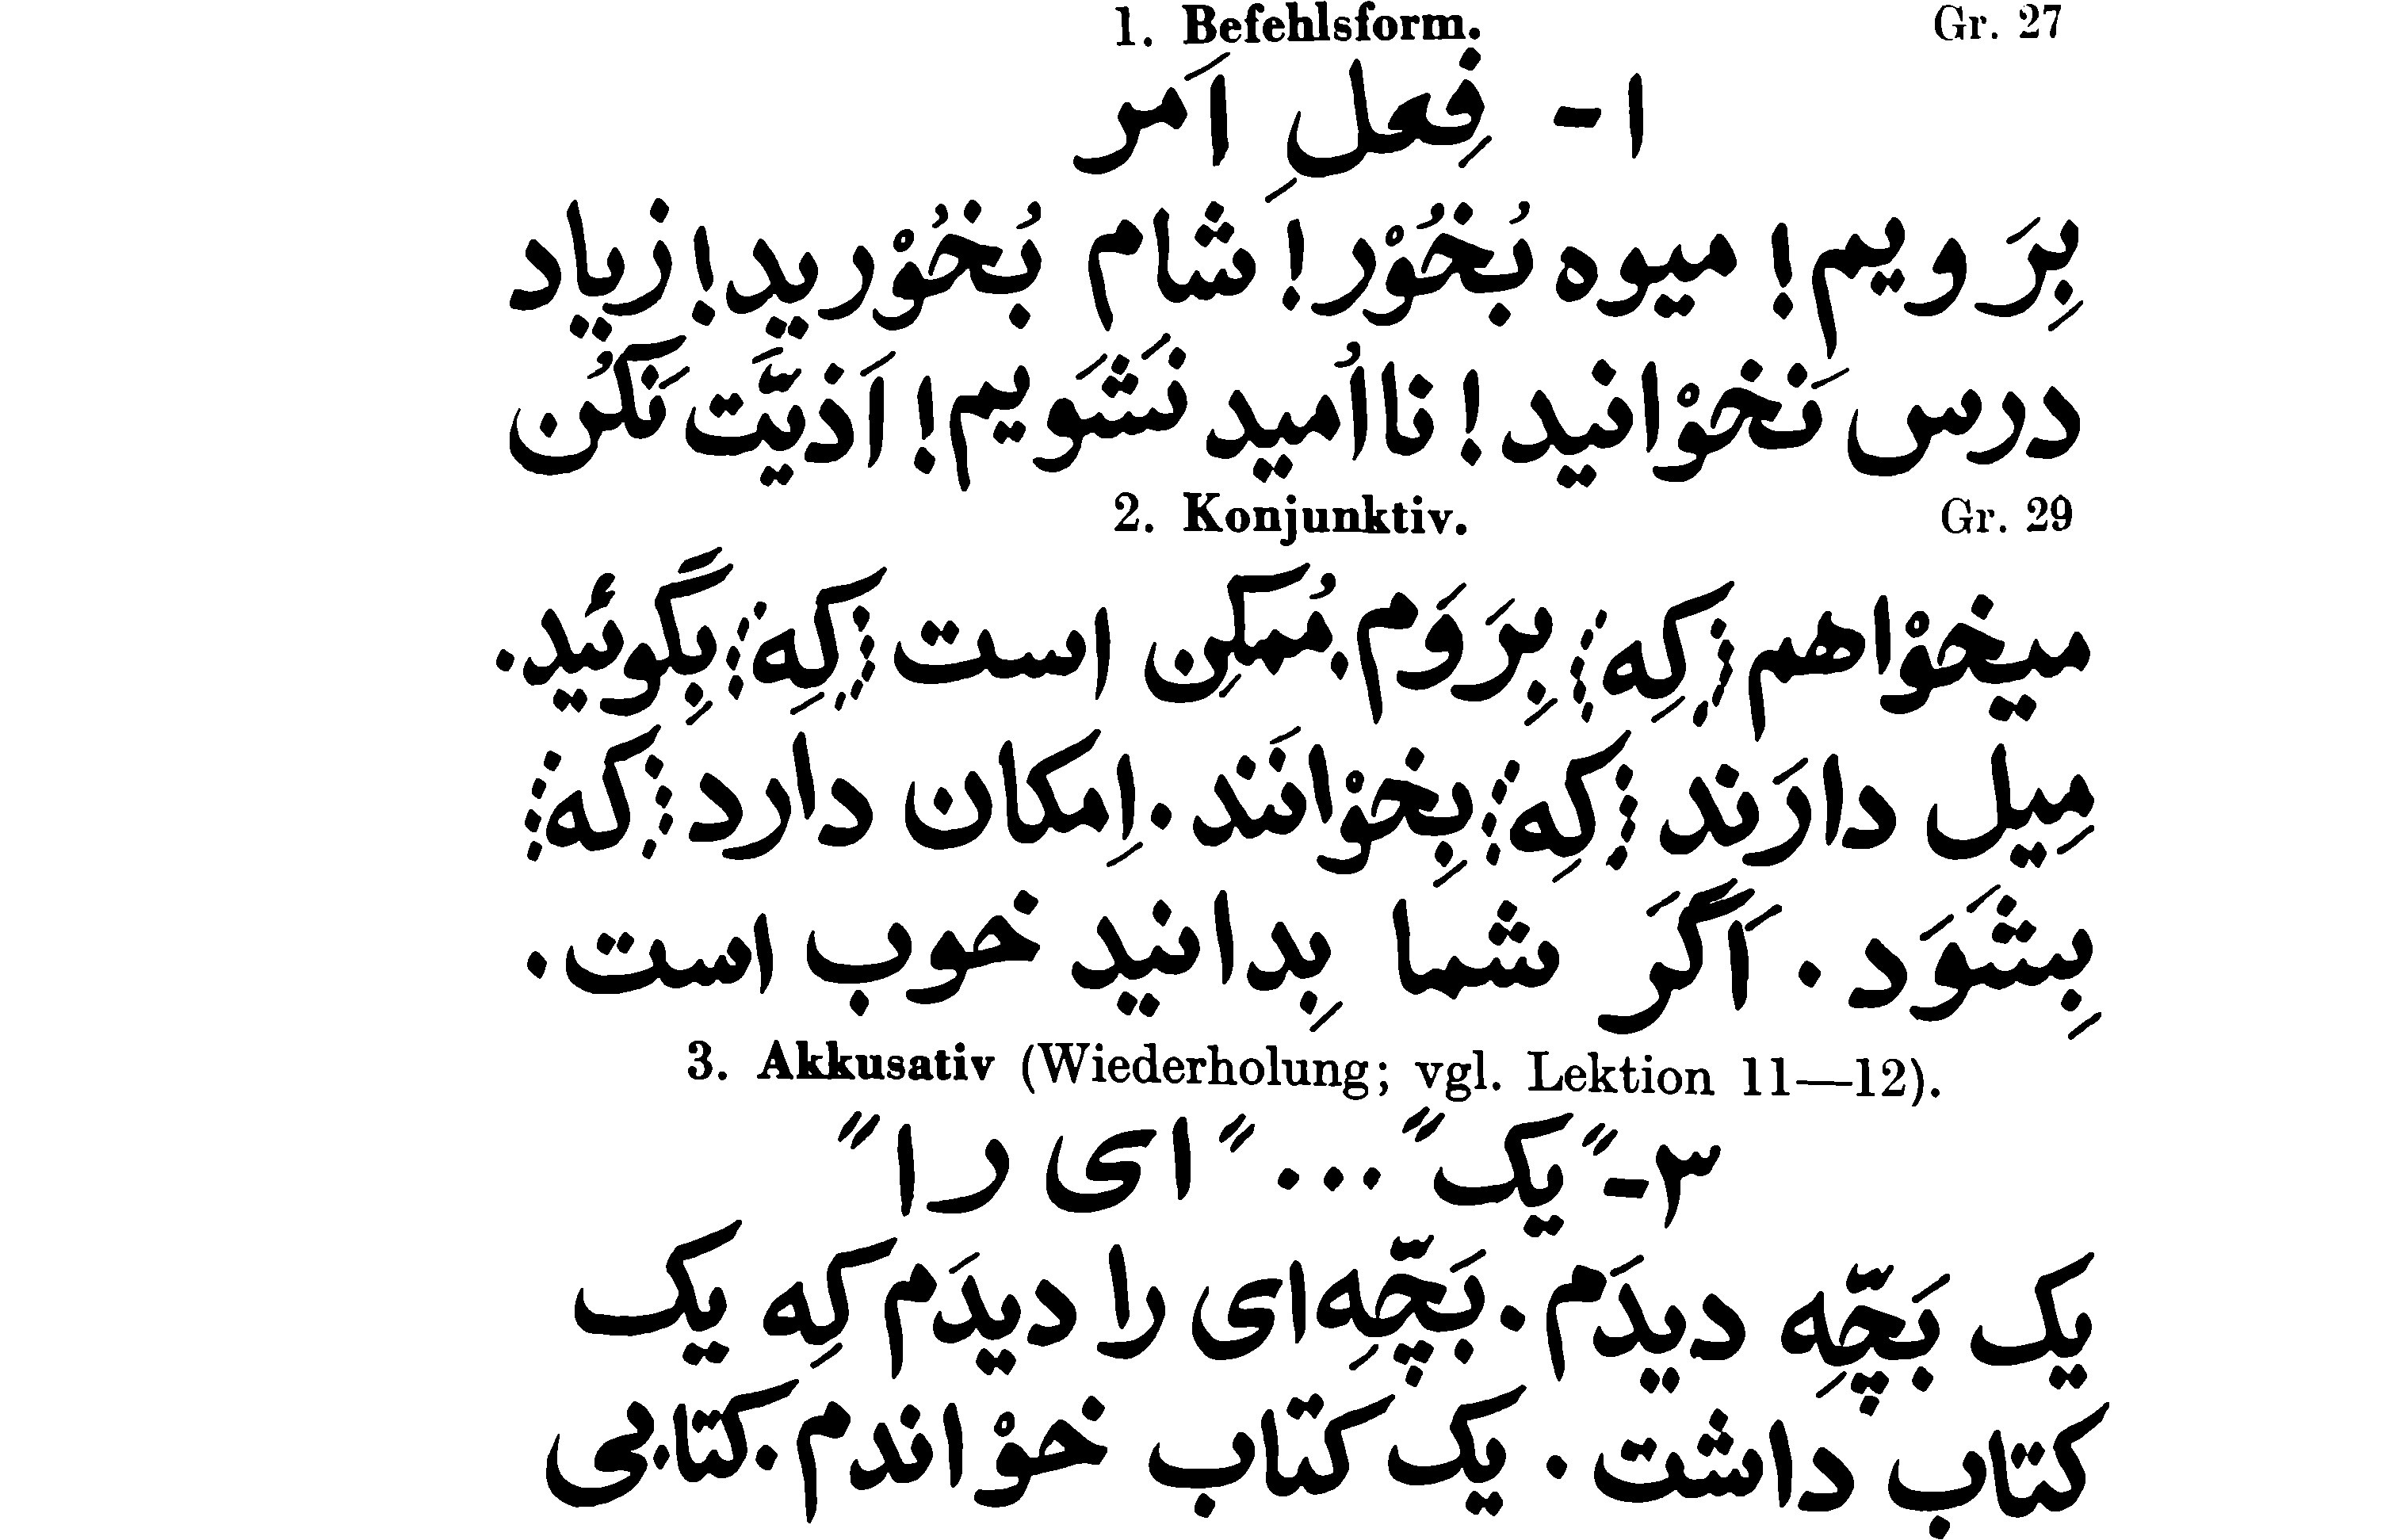 1. Befehlsform. Gr. 27
۱- فِعلِ اَمر
بِرَویم! میوه بُخُوْر! شام بُخُوْرید! زیاد
درس نَخوْانید! نااُمید نَشَویم! اَذیَّت نَکُن
2. Konjunktiv. Gr. 29
میخوْاهم [کِه] بِرَوَم. مُمکِن است [کِه] بِگوئید.
مِیل دارَند [کِه] بِخوْانَند. اِمکان دارد [که]
بِشَوَد. اَگَر شما بِدانید خوب است.
3. Akkusativ (Wiederholung; vgl. Lektion 11—12).
۳- "یک" ... "ای را"
یک بَچِّه دیدَم. بَچِّه‌ای را دیدَم کِه یک
کتاب داشت. یک کتاب خوْاندم. کتابی